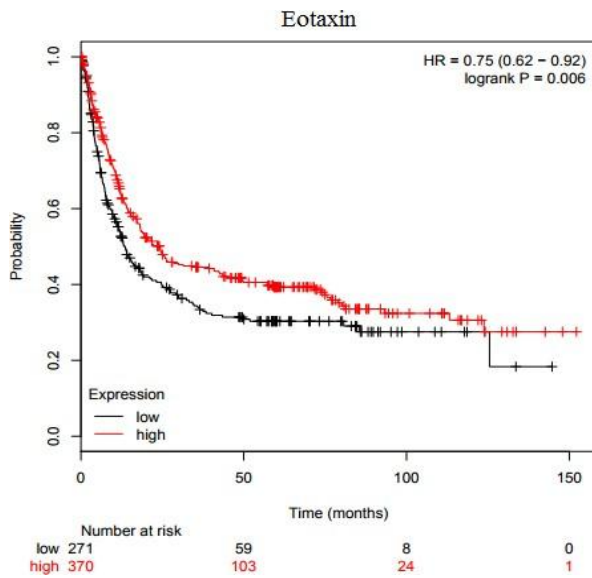 Eotaxin
HR = 0.75 (0.62 − 0.92)
logrank P = 0.006
Probability
1.0
0.8
0.6
0.4
0.2
0.0
Expression
low
high
0 50 100 150
Time (months)
Number at risk
low 271 59 8 0
high 370 103 24 1